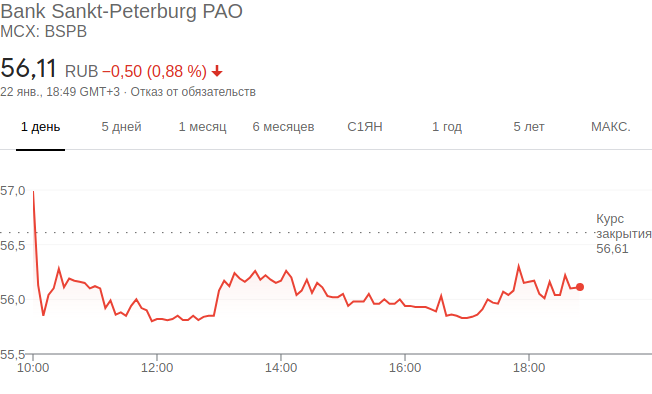 Bank Sankt-Peterburg PAO
MCX: BSPB
56,11 RUB −0,50 (0,88 %)
22 янв., 18:49 GMT+3 · Отказ от обязательств
1 день 5 дней 1 месяц 6 месяцев С1ЯН 1 год 5 лет МАКС.
57,0
Курс
закрытия
56,61
56,5
56,0
55,5
10:00 12:00 14:00 16:00 18:00